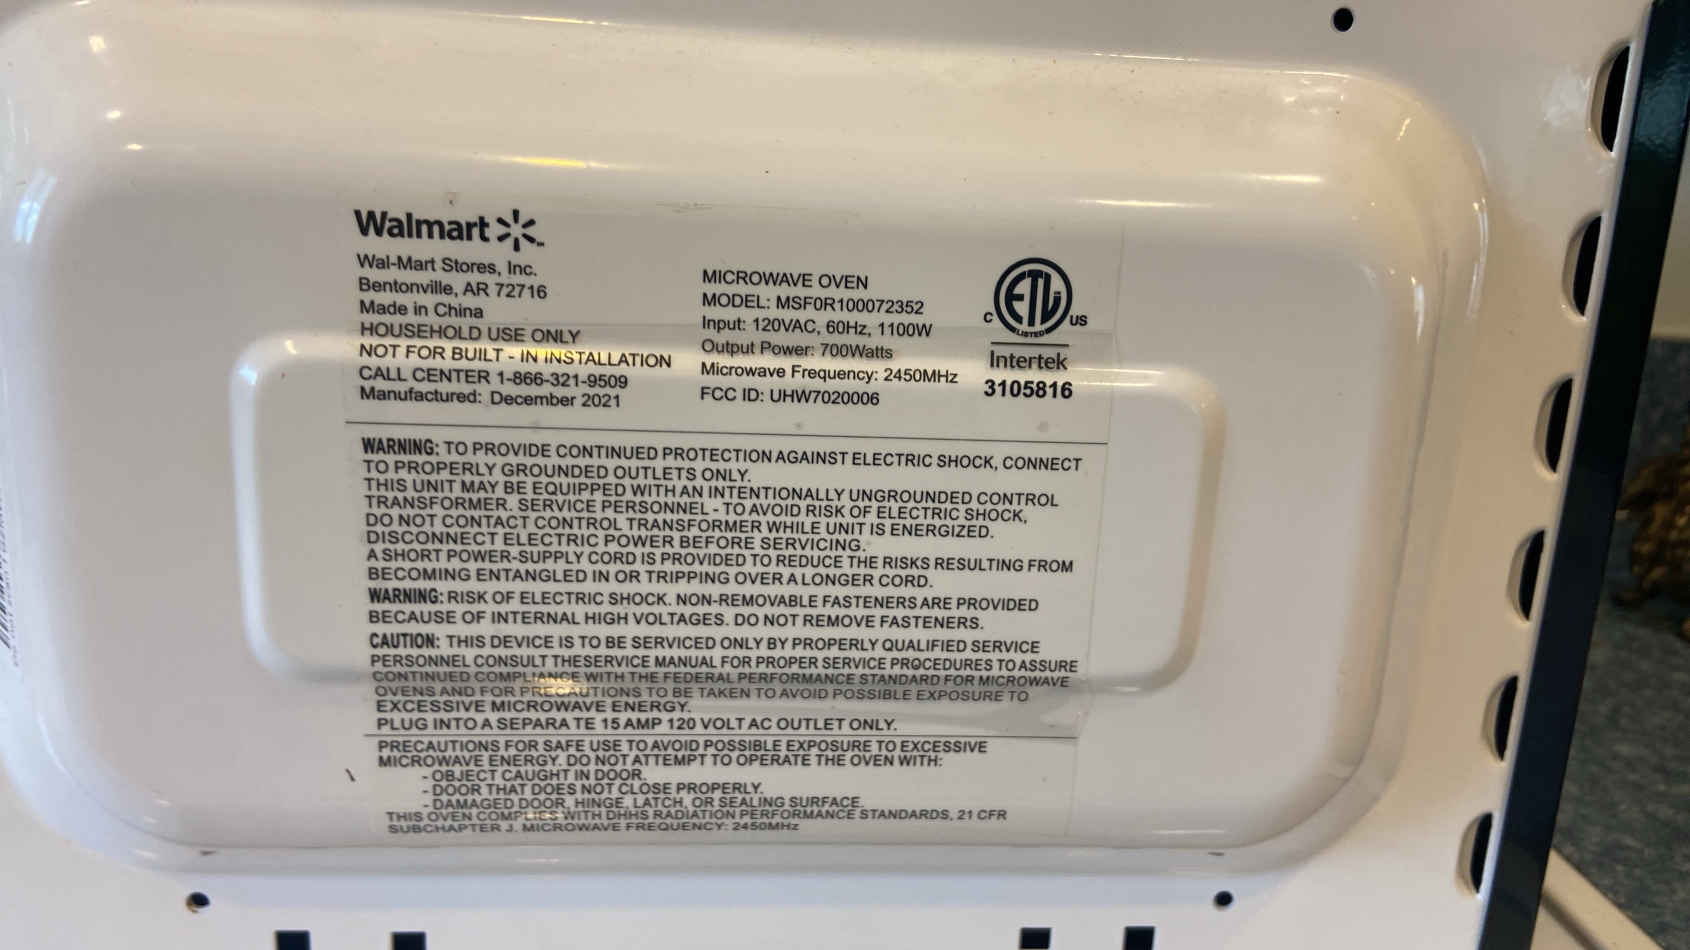 Walmart
Wal-Mart Stores, Inc.
Bentonville, AR 72716
Made in China
HOUSEHOLD USE ONLY
NOT FOR BUILT - IN INSTALLATION
CALL CENTER 1-866-321-9509
Manufactured: December 2021
MICROWAVE OVEN
MODEL: MSF0R100072352
Input: 120VAC, 60Hz, 1100W
Output Power: 700Watts
Microwave Frequency: 2450MHz
FCC ID: UHW7020006
ETL
LISTED
C US
Intertek
3105816
WARNING: TO PROVIDE CONTINUED PROTECTION AGAINST ELECTRIC SHOCK, CONNECT
TO PROPERLY GROUNDED OUTLETS ONLY.
THIS UNIT MAY BE EQUIPPED WITH AN INTENTIONALLY UNGROUNDED CONTROL
TRANSFORMER. SERVICE PERSONNEL - TO AVOID RISK OF ELECTRIC SHOCK,
DO NOT CONTACT CONTROL TRANSFORMER WHILE UNIT IS ENERGIZED.
DISCONNECT ELECTRIC POWER BEFORE SERVICING.
A SHORT POWER-SUPPLY CORD IS PROVIDED TO REDUCE THE RISKS RESULTING FROM
BECOMING ENTANGLED IN OR TRIPPING OVER A LONGER CORD.
WARNING: RISK OF ELECTRIC SHOCK. NON-REMOVABLE FASTENERS ARE PROVIDED
BECAUSE OF INTERNAL HIGH VOLTAGES. DO NOT REMOVE FASTENERS.
CAUTION: THIS DEVICE IS TO BE SERVICED ONLY BY PROPERLY QUALIFIED SERVICE
PERSONNEL CONSULT THESERVICE MANUAL FOR PROPER SERVICE PROCEDURES TO ASSURE
CONTINUED COMPLIANCE WITH THE FEDERAL PERFORMANCE STANDARD FOR MICROWAVE
OVENS AND FOR PRECAUTIONS TO BE TAKEN TO AVOID POSSIBLE EXPOSURE TO
EXCESSIVE MICROWAVE ENERGY.
PLUG INTO A SEPARA TE 15 AMP 120 VOLT AC OUTLET ONLY.
PRECAUTIONS FOR SAFE USE TO AVOID POSSIBLE EXPOSURE TO EXCESSIVE
MICROWAVE ENERGY. DO NOT ATTEMPT TO OPERATE THE OVEN WITH:
- OBJECT CAUGHT IN DOOR.
- DOOR THAT DOES NOT CLOSE PROPERLY.
- DAMAGED DOOR, HINGE, LATCH, OR SEALING SURFACE.
THIS OVEN COMPLIES WITH DHHS RADIATION PERFORMANCE STANDARDS, 21 CFR
SUBCHAPTER J. MICROWAVE FREQUENCY: 2450MHz